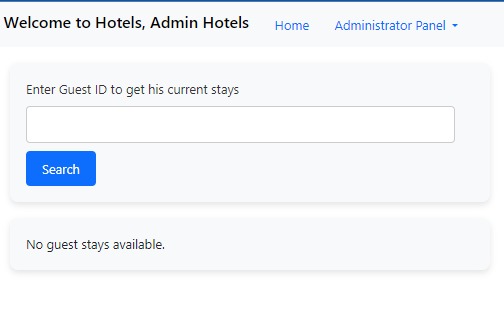 Welcome to Hotels, Admin Hotels Home Administrator Panel
Enter Guest ID to get his current stays
Search
No guest stays available.